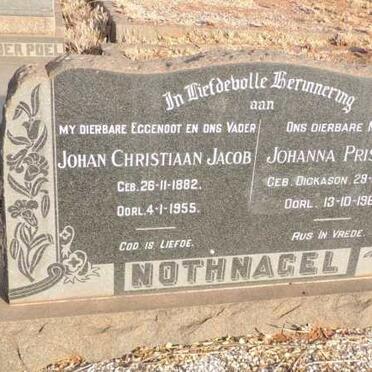 DER POEL
In Liefdevolle Herinnering
aan
MY DIERBARE EGGENOOT EN ONS VADER
JOHAN CHRISTIAAN JACOB
GEB. 26-11-1882.
OORL. 4-1-1955.
GOD IS LIEFDE.
ONS DIERBARE
JOHANNA PRIS
GEB. DICKASON 28-
OORL. 13-10-19
RUS IN VREDE.
NOTHNAGEL